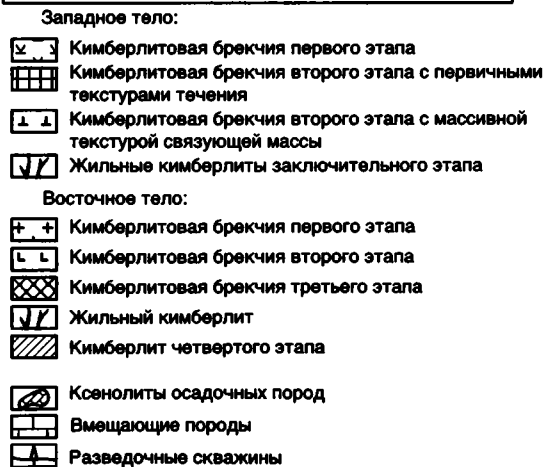 Западное тело:
Кимберлитовая брекчия первого этапа
Кимберлитовая брекчия второго этапа с первичными
текстурами течения
Кимберлитовая брекчия второго этапа с массивной
текстурой связующей массы
Жильные кимберлиты заключительного этапа
Восточное тело:
Кимберлитовая брекчия первого этапа
Кимберлитовая брекчия второго этапа
Кимберлитовая брекчия третьего этапа
Жильный кимберлит
Кимберлит четвертого этапа
Ксенолиты осадочных пород
Вмещающие породы
Разведочные скважины